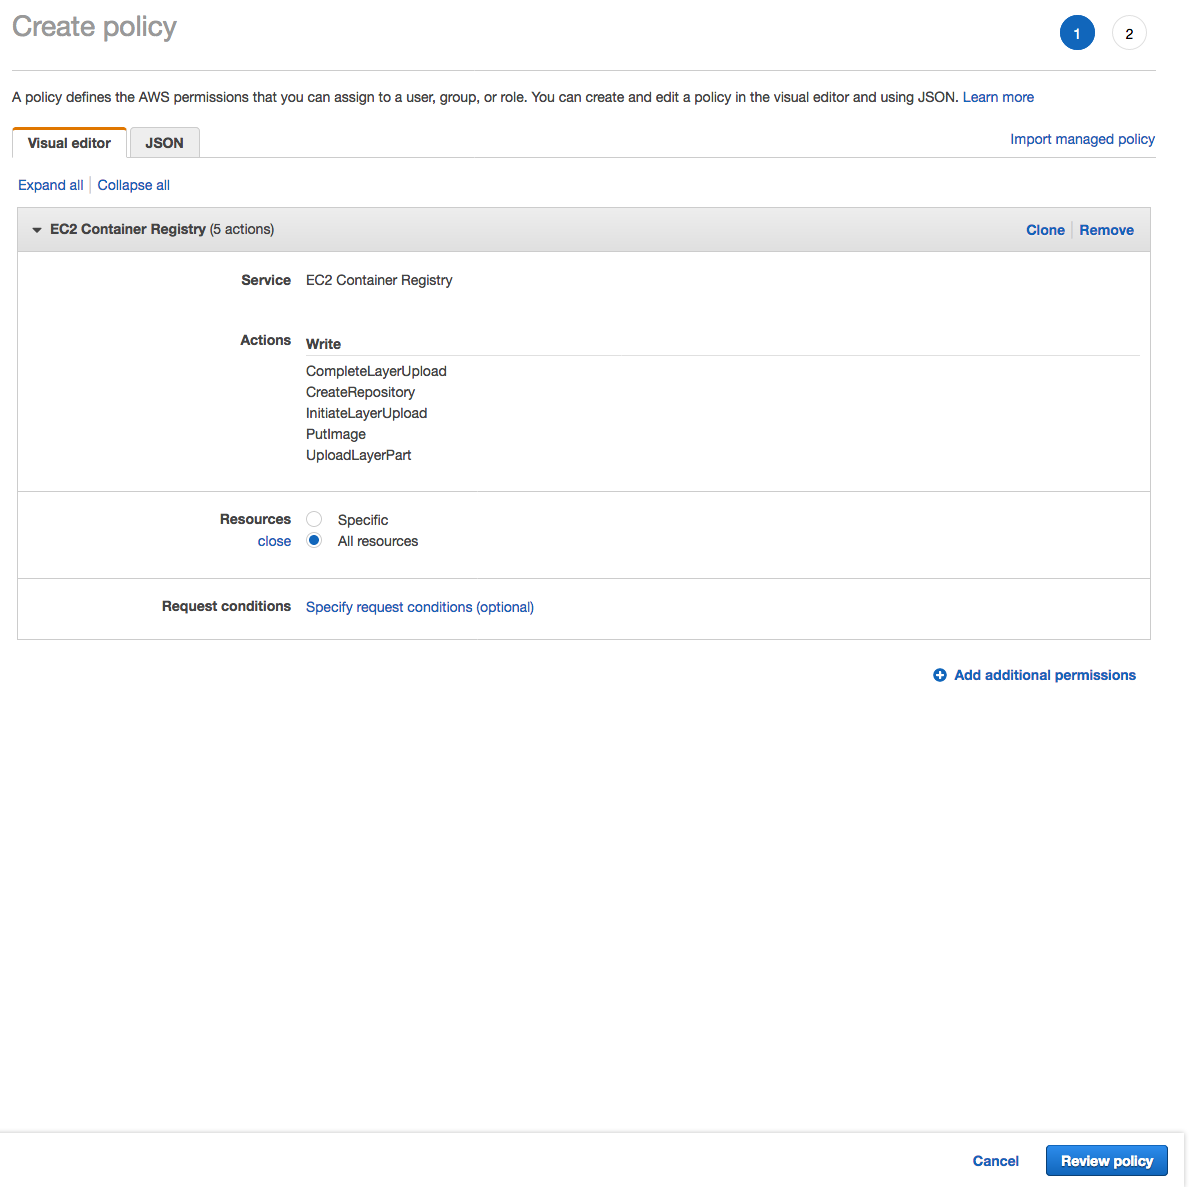 Create policy
1 2
A policy defines the AWS permissions that you can assign to a user, group, or role. You can create and edit a policy in the visual editor and using JSON. Learn more
Visual editor JSON Import managed policy
Expand all Collapse all
EC2 Container Registry (5 actions) Clone Remove
Service EC2 Container Registry
Actions Write
CompleteLayerUpload
CreateRepository
InitiateLayerUpload
PutImage
UploadLayerPart
Resources Specific
close All resources
Request conditions Specify request conditions (optional)
Add additional permissions
Cancel Review policy